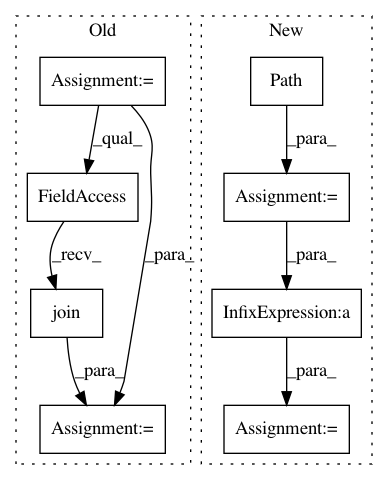 Old
New
Assignment:=
Path
_qual_
_para_
FieldAccess
Assignment:=
_recv_
_para_
_para_
join
InfixExpression:a
_para_
_para_
Assignment:=
Assignment:=